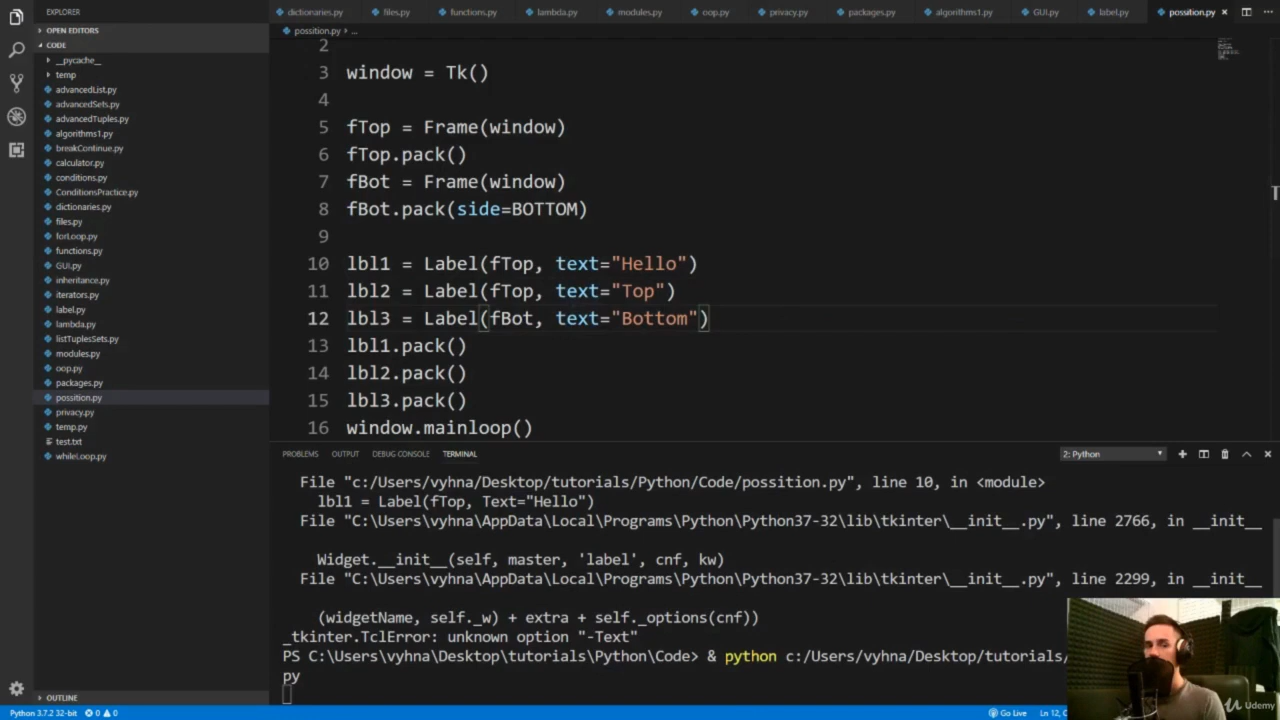 EXPLORER
dictionaries.py files.py functions.py lambda.py modules.py oop.py privacy.py packages.py algorithms1.py GUI.py label.py possition.py ×
OPEN EDITORS
possition.py > ...
CODE
__pycache__
temp
advancedList.py
advancedSets.py
advancedTuples.py
algorithms1.py
breakContinue.py
calculator.py
conditions.py
ConditionsPractice.py
dictionaries.py
files.py
forLoop.py
functions.py
GUI.py
inheritance.py
iterators.py
label.py
lambda.py
listTuplesSets.py
modules.py
oop.py
packages.py
possition.py
privacy.py
temp.py
test.txt
whileLoop.py
OUTLINE
2
3 window = Tk()
4
5 fTop = Frame(window)
6 fTop.pack()
7 fBot = Frame(window)
8 fBot.pack(side=BOTTOM)
9
10 lbl1 = Label(fTop, text="Hello")
11 lbl2 = Label(fTop, text="Top")
12 lbl3 = Label(fBot, text="Bottom")
13 lbl1.pack()
14 lbl2.pack()
15 lbl3.pack()
16 window.mainloop()
PROBLEMS OUTPUT DEBUG CONSOLE TERMINAL 2: Python
File "c:/Users/vyhna/Desktop/tutorials/Python/Code/possition.py", line 10, in <module>
lbl1 = Label(fTop, Text="Hello")
File "C:\Users\vyhna\AppData\Local\Programs\Python\Python37-32\lib\tkinter\__init__.py", line 2766, in __init__
Widget.__init__(self, master, 'label', cnf, kw)
File "C:\Users\vyhna\AppData\Local\Programs\Python\Python37-32\lib\tkinter\__init__.py", line 2299, in __init__
(widgetName, self._w) + extra + self._options(cnf))
_tkinter.TclError: unknown option "-Text"
PS C:\Users\vyhna\Desktop\tutorials\Python\Code> & python c:/Users/vyhna/Desktop/tutorials/
py
Udemy
Python 3.7.2 32-bit 0 0 Go Live Ln 12,